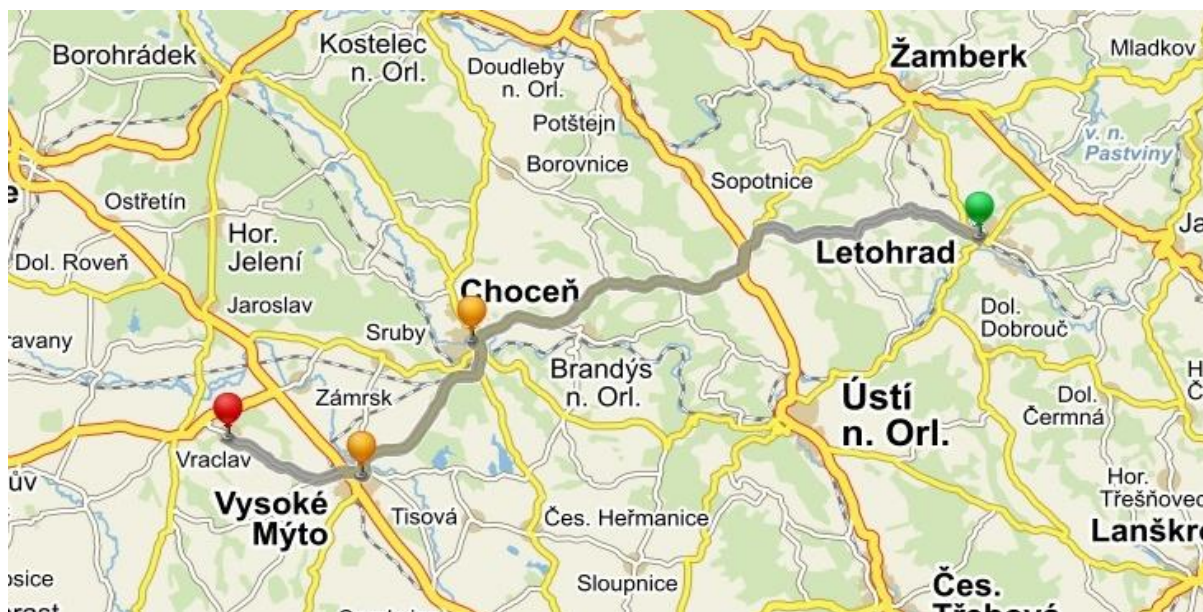 Kostelec
n. Orl.
Borohrádek
Doudleby
n. Orl.
Žamberk
Mladkov
Potštejn
v. n.
Pastviny
Borovnice
Sopotnice
Ostřetín
Hor.
Jelení
Dol. Roveň
Letohrad
Choceň
Jaroslav
Sruby
Dol.
Dobrouč
Brandýs
n. Orl.
Zámrsk
Ústí
n. Orl.
Dol.
Čermná
Vraclav
Vysoké
Mýto
Tisová
Čes. Heřmanice
Hor.
Třešňovec
Lanškr
Sloupnice
Čes.
Třebová